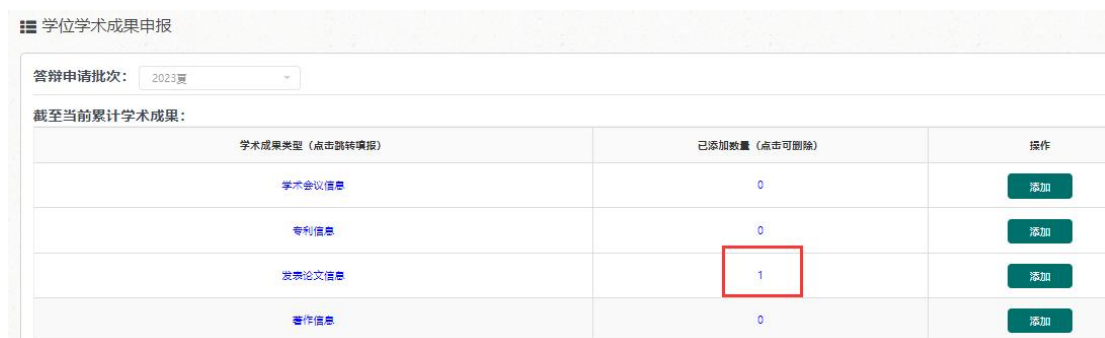 学位学术成果申报
答辩申请批次： 2023夏
截至当前累计学术成果：
学术成果类型（点击跳转填报） 已添加数量（点击可删除） 操作
学术会议信息 0 添加
专利信息 0 添加
发表论文信息 1 添加
著作信息 0 添加